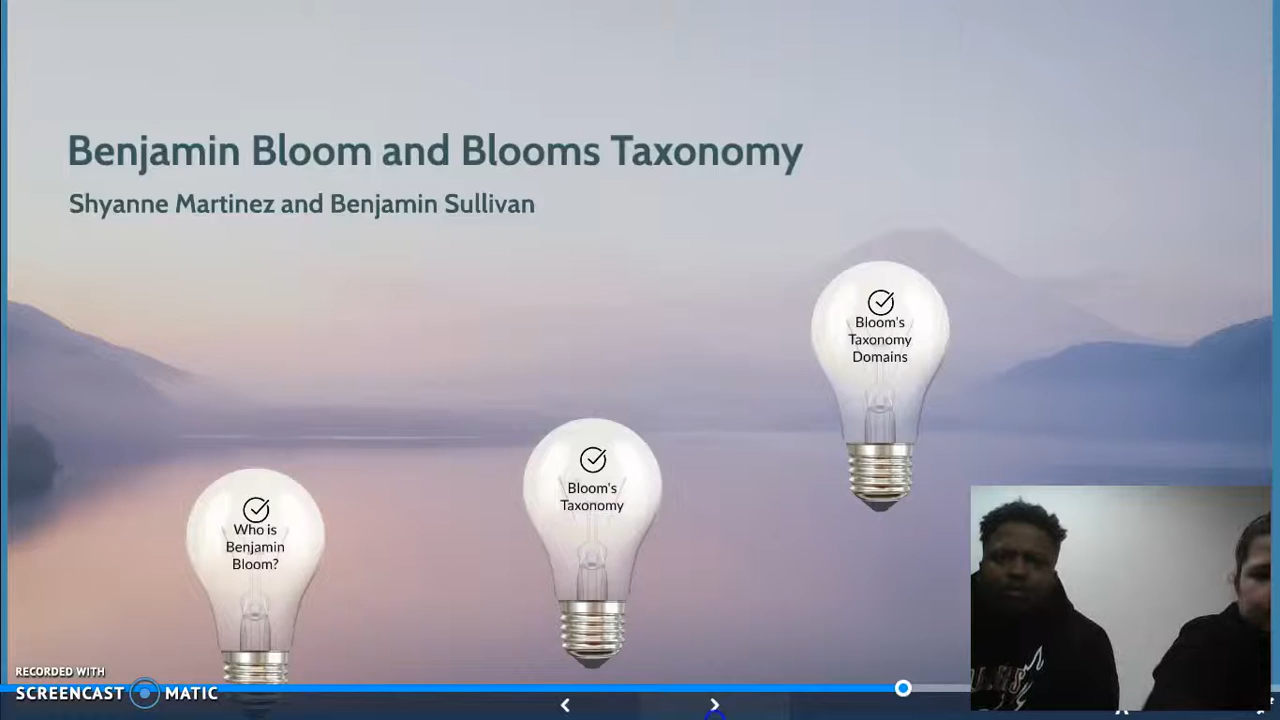 Benjamin Bloom and Blooms Taxonomy
Shyanne Martinez and Benjamin Sullivan
Bloom's
Taxonomy
Domains
Bloom's
Taxonomy
Who is
Benjamin
Bloom?
RECORDED WITH
SCREENCAST MATIC